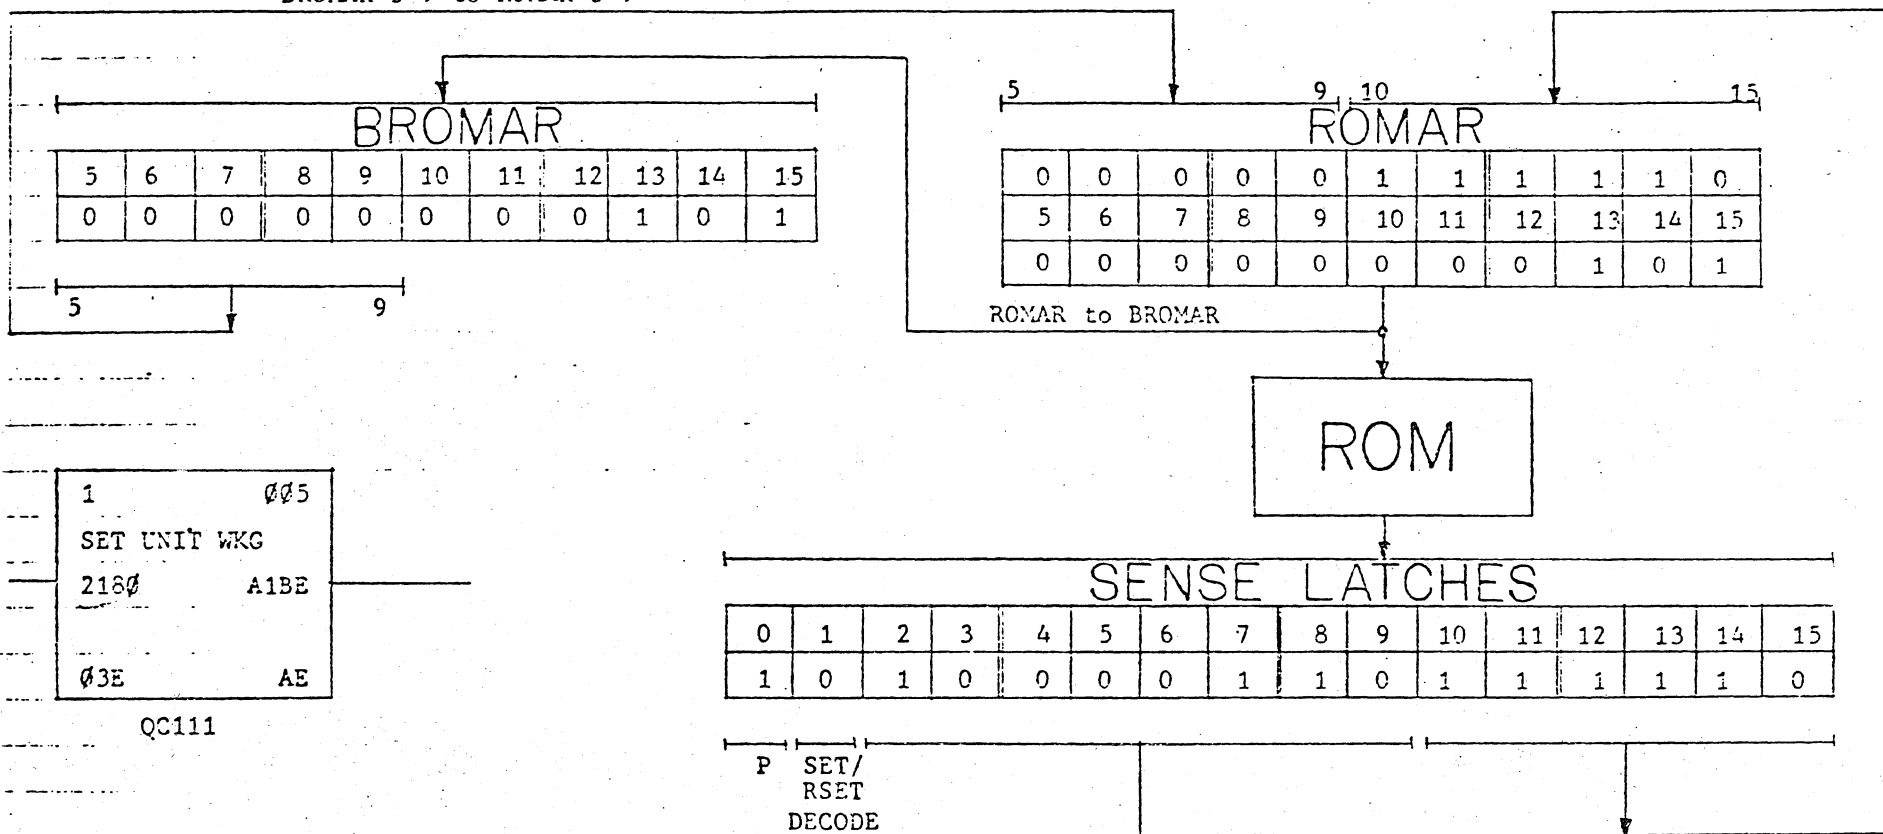 5 9 10 15
BROMAR
ROMAR
5 6 7 8 9 10 11 12 13 14 15
0 0 0 0 0 0 0 0 1 0 1
0 0 0 0 0 1 1 1 1 1 0
5 6 7 8 9 10 11 12 13 14 15
0 0 0 0 0 0 0 0 1 0 1
5 9
ROMAR to BROMAR
ROM
1 ØØ5
SET UNIT WKG
218Ø A1BE
Ø3E AE
QC111
SENSE LATCHES
0 1 2 3 4 5 6 7 8 9 10 11 12 13 14 15
1 0 1 0 0 0 0 1 1 0 1 1 1 1 1 0
P SET/
RSET
DECODE